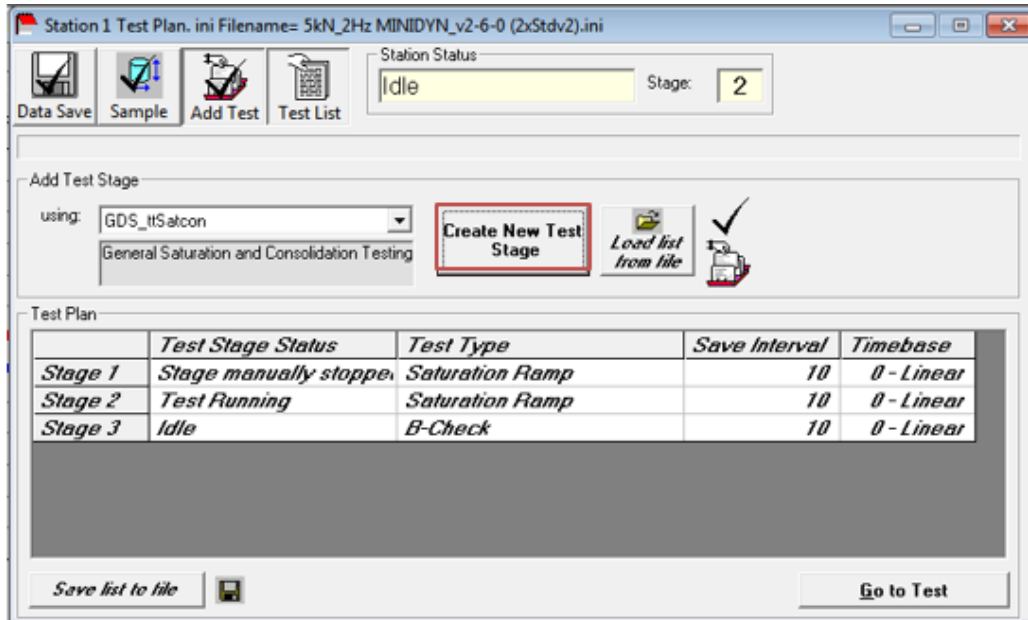 Station 1 Test Plan. ini Filename= 5kN_2Hz MINIDYN_v2-6-0 (2xStdv2).ini
Data Save
Sample
Add Test
Test List
Station Status
Idle
Stage:
2
Add Test Stage
using:
GDS_ttSatcon
General Saturation and Consolidation Testing
Create New Test
Stage
Load list
from file
Test Plan
Test Stage Status Test Type Save Interval Timebase
Stage 1 Stage manually stoppe Saturation Ramp 10 0 - Linear
Stage 2 Test Running Saturation Ramp 10 0 - Linear
Stage 3 Idle B-Check 10 0 - Linear
Save list to file
Go to Test